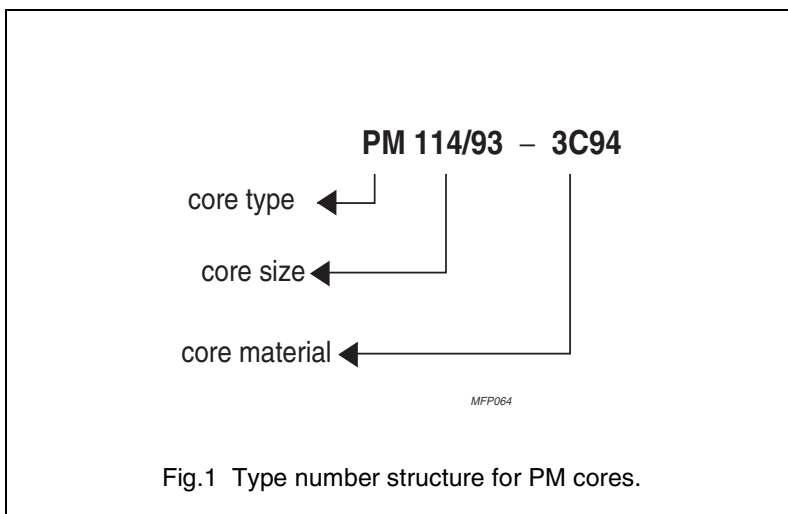 PM 114/93 – 3C94
core type
core size
core material
MFP064
Fig.1 Type number structure for PM cores.